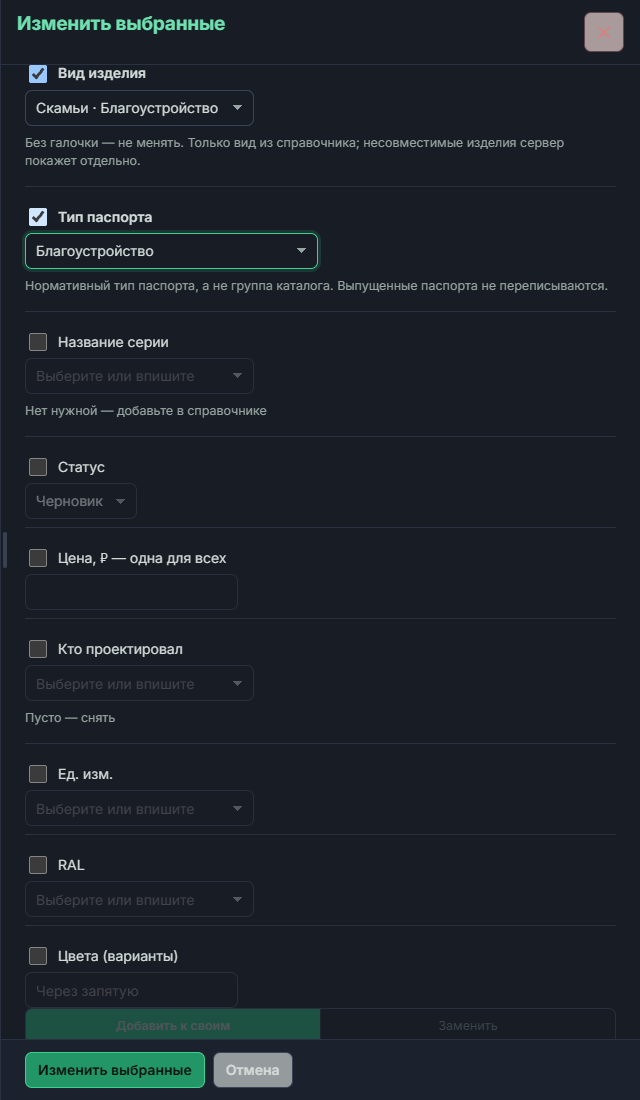 Изменить выбранные
×
Вид изделия
Скамьи · Благоустройство
Без галочки — не менять. Только вид из справочника; несовместимые изделия сервер
покажет отдельно.
Тип паспорта
Благоустройство
Нормативный тип паспорта, а не группа каталога. Выпущенные паспорта не переписываются.
Название серии
Выберите или впишите
Нет нужной — добавьте в справочнике
Статус
Черновик
Цена, ₽ — одна для всех
Кто проектировал
Выберите или впишите
Пусто — снять
Ед. изм.
Выберите или впишите
RAL
Выберите или впишите
Цвета (варианты)
Через запятую
Добавить к своим
Заменить
Изменить выбранные
Отмена